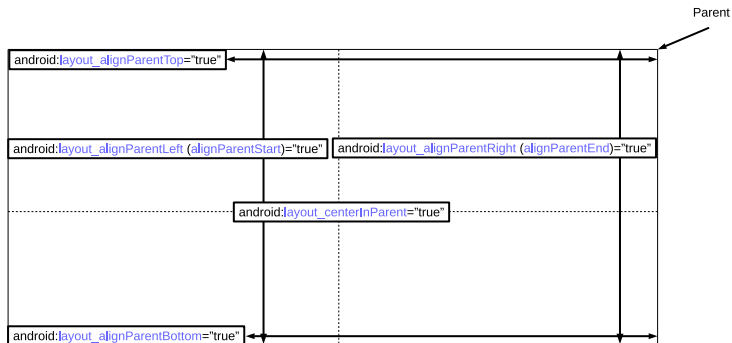 Parent
android:layout_alignParentTop="true"
android:layout_alignParentLeft (alignParentStart)="true"
android:layout_alignParentRight (alignParentEnd)="true"
android:layout_centerInParent="true"
android:layout_alignParentBottom="true"